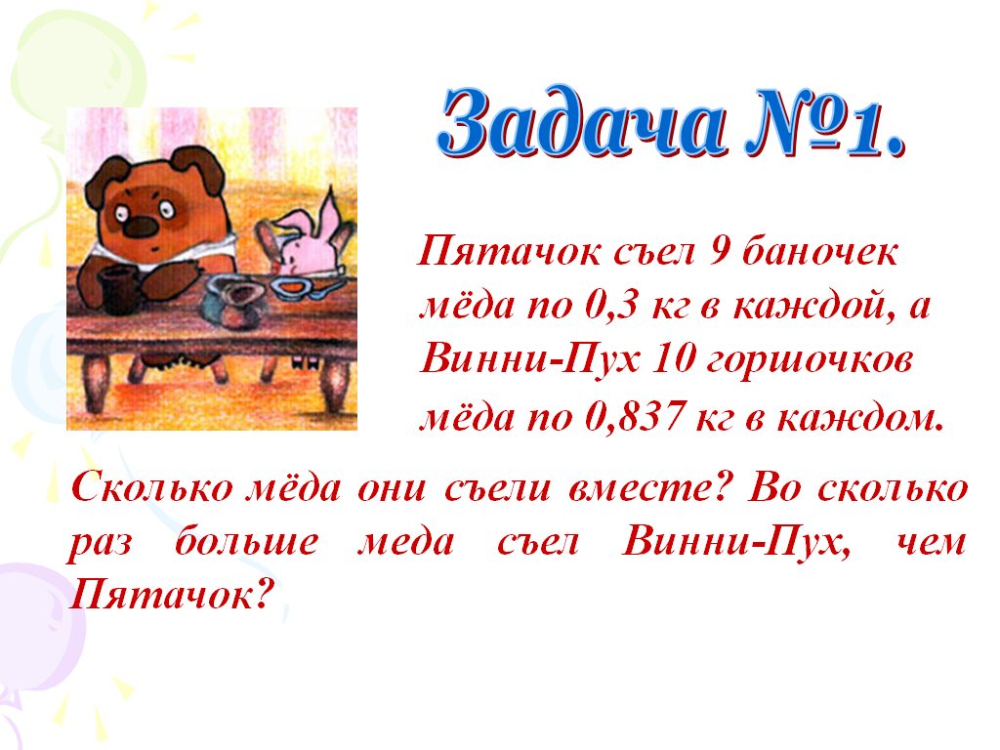 Задача №1.
Пятачок съел 9 баночек
мёда по 0,3 кг в каждой, а
Винни-Пух 10 горшочков
мёда по 0,837 кг в каждом.
Сколько мёда они съели вместе? Во сколько
раз больше меда съел Винни-Пух, чем
Пятачок?